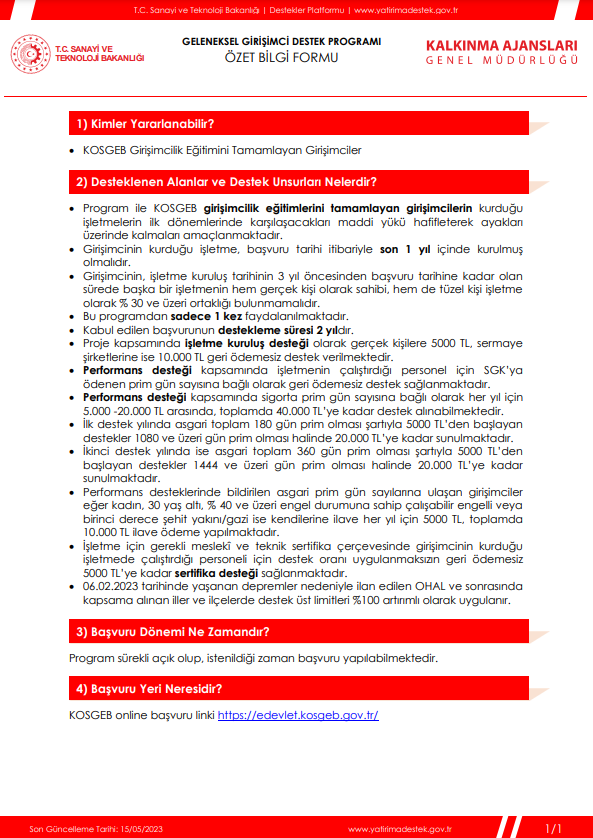 T.C. Sanayi ve Teknoloji Bakanlığı | Destekler Platformu | www.yatirimadestek.gov.tr
T.C. SANAYİ VE
TEKNOLOJİ BAKANLIĞI
GELENEKSEL GİRİŞİMCİ DESTEK PROGRAMI
ÖZET BİLGİ FORMU
KALKINMA AJANSLARI
GENEL MÜDÜRLÜĞÜ
1) Kimler Yararlanabilir?
• KOSGEB Girişimcilik Eğitimini Tamamlayan Girişimciler
2) Desteklenen Alanlar ve Destek Unsurları Nelerdir?
• Program ile KOSGEB girişimcilik eğitimlerini tamamlayan girişimcilerin kurduğu
işletmelerin ilk dönemlerinde karşılaşacakları maddi yükü hafifleterek ayakları
üzerinde kalmaları amaçlanmaktadır.
• Girişimcinin kurduğu işletme, başvuru tarihi itibariyle son 1 yıl içinde kurulmuş
olmalıdır.
• Girişimcinin, işletme kuruluş tarihinin 3 yıl öncesinden başvuru tarihine kadar olan
sürede başka bir işletmenin hem gerçek kişi olarak sahibi, hem de tüzel kişi işletme
olarak % 30 ve üzeri ortaklığı bulunmamalıdır.
• Bu programdan sadece 1 kez faydalanılmaktadır.
• Kabul edilen başvurunun destekleme süresi 2 yıldır.
• Proje kapsamında işletme kuruluş desteği olarak gerçek kişilere 5000 TL, sermaye
şirketlerine ise 10.000 TL geri ödemesiz destek verilmektedir.
• Performans desteği kapsamında işletmenin çalıştırdığı personel için SGK'ya
ödenen prim gün sayısına bağlı olarak geri ödemesiz destek sağlanmaktadır.
• Performans desteği kapsamında sigorta prim gün sayısına bağlı olarak her yıl için
5.000 -20.000 TL arasında, toplamda 40.000 TL'ye kadar destek alınabilmektedir.
• İlk destek yılında asgari toplam 180 gün prim olması şartıyla 5000 TL'den başlayan
destekler 1080 ve üzeri gün prim olması halinde 20.000 TL'ye kadar sunulmaktadır.
• İkinci destek yılında ise asgari toplam 360 gün prim olması şartıyla 5000 TL'den
başlayan destekler 1444 ve üzeri gün prim olması halinde 20.000 TL'ye kadar
sunulmaktadır.
• Performans desteklerinde bildirilen asgari prim gün sayılarına ulaşan girişimciler
eğer kadın, 30 yaş altı, % 40 ve üzeri engel durumuna sahip çalışabilir engelli veya
birinci derece şehit yakını/gazi ise kendilerine ilave her yıl için 5000 TL, toplamda
10.000 TL ilave ödeme yapılmaktadır.
• İşletme için gerekli meslekî ve teknik sertifika çerçevesinde girişimcinin kurduğu
işletmede çalıştırdığı personeli için destek oranı uygulanmaksızın geri ödemesiz
5000 TL'ye kadar sertifika desteği sağlanmaktadır.
• 06.02.2023 tarihinde yaşanan depremler nedeniyle ilan edilen OHAL ve sonrasında
kapsama alınan iller ve ilçelerde destek üst limitleri %100 artırımlı olarak uygulanır.
3) Başvuru Dönemi Ne Zamandır?
Program sürekli açık olup, istenildiği zaman başvuru yapılabilmektedir.
4) Başvuru Yeri Neresidir?
KOSGEB online başvuru linki https://edevlet.kosgeb.gov.tr/
Son Güncelleme Tarihi: 15/05/2023
www.yatirimadestek.gov.tr
1/1